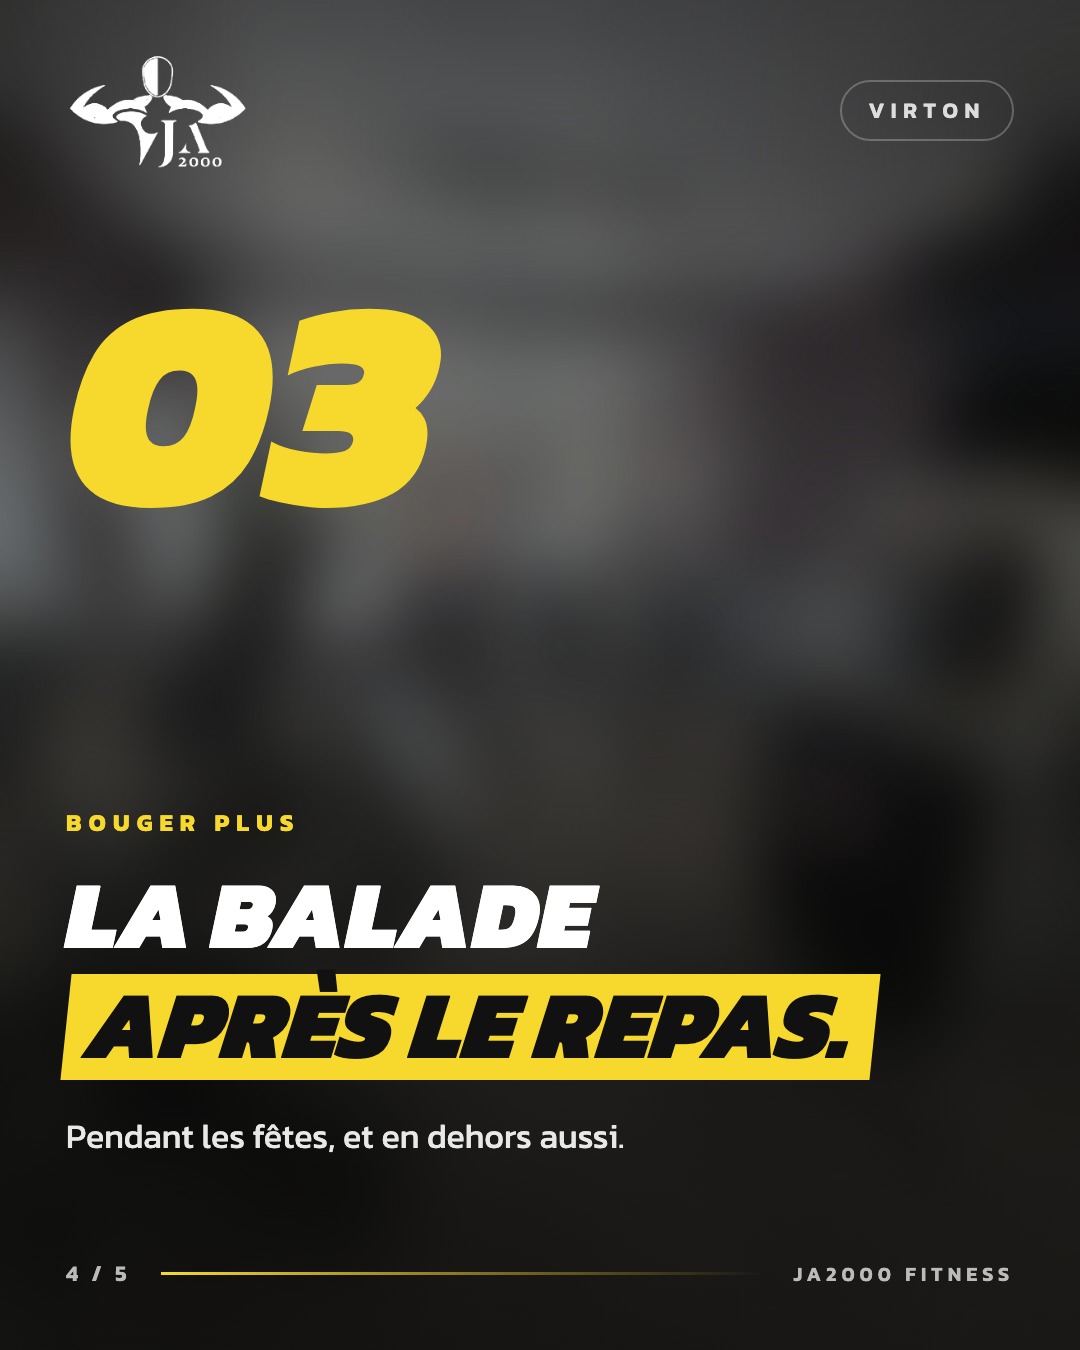 JA
2000
VIRTON
03
BOUGER PLUS
LA BALADE
APRÈS LE REPAS.
Pendant les fêtes, et en dehors aussi.
4 / 5
JA2000 FITNESS